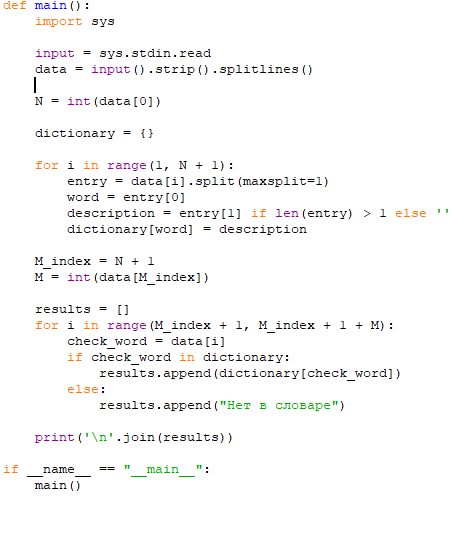 def main():
    import sys

    input = sys.stdin.read
    data = input().strip().splitlines()

    N = int(data[0])

    dictionary = {}

    for i in range(1, N + 1):
        entry = data[i].split(maxsplit=1)
        word = entry[0]
        description = entry[1] if len(entry) > 1 else ''
        dictionary[word] = description

    M_index = N + 1
    M = int(data[M_index])

    results = []
    for i in range(M_index + 1, M_index + 1 + M):
        check_word = data[i]
        if check_word in dictionary:
            results.append(dictionary[check_word])
        else:
            results.append("Нет в словаре")

    print('\n'.join(results))

if __name__ == "__main__":
    main()